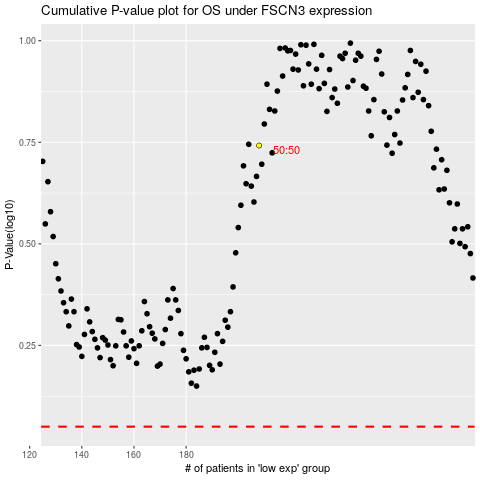 Cumulative P-value plot for OS under FSCN3 expression
1.00
0.75
50:50
0.50
0.25
P-Value(log10)
120 140 160 180
# of patients in 'low exp' group